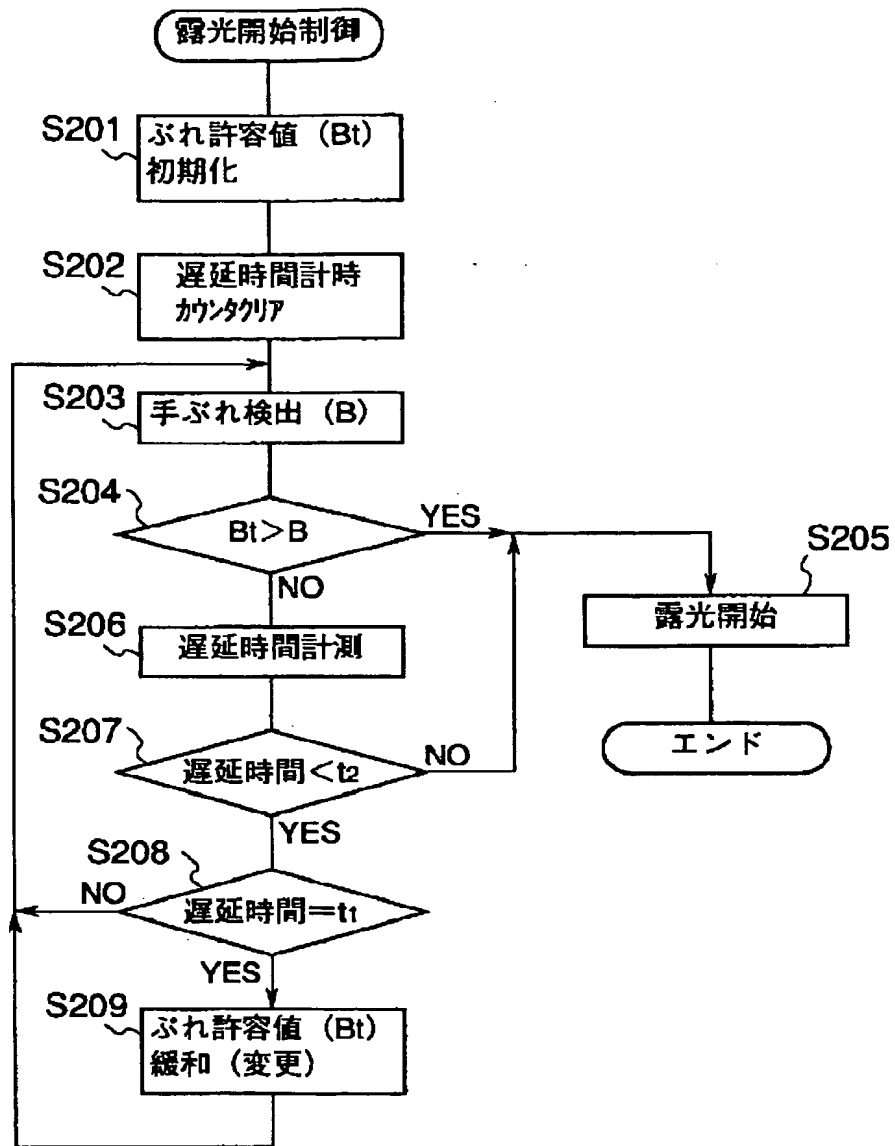 露光開始制御
S201
ぶれ許容値（Bt）
初期化
S202
遅延時間計時
カウンタクリア
S203
手ぶれ検出（B）
S204
Bt＞B
YES
NO
S205
露光開始
エンド
S206
遅延時間計測
S207
遅延時間＜t2
NO
YES
S208
遅延時間＝t1
NO
YES
S209
ぶれ許容値（Bt）
緩和（変更）